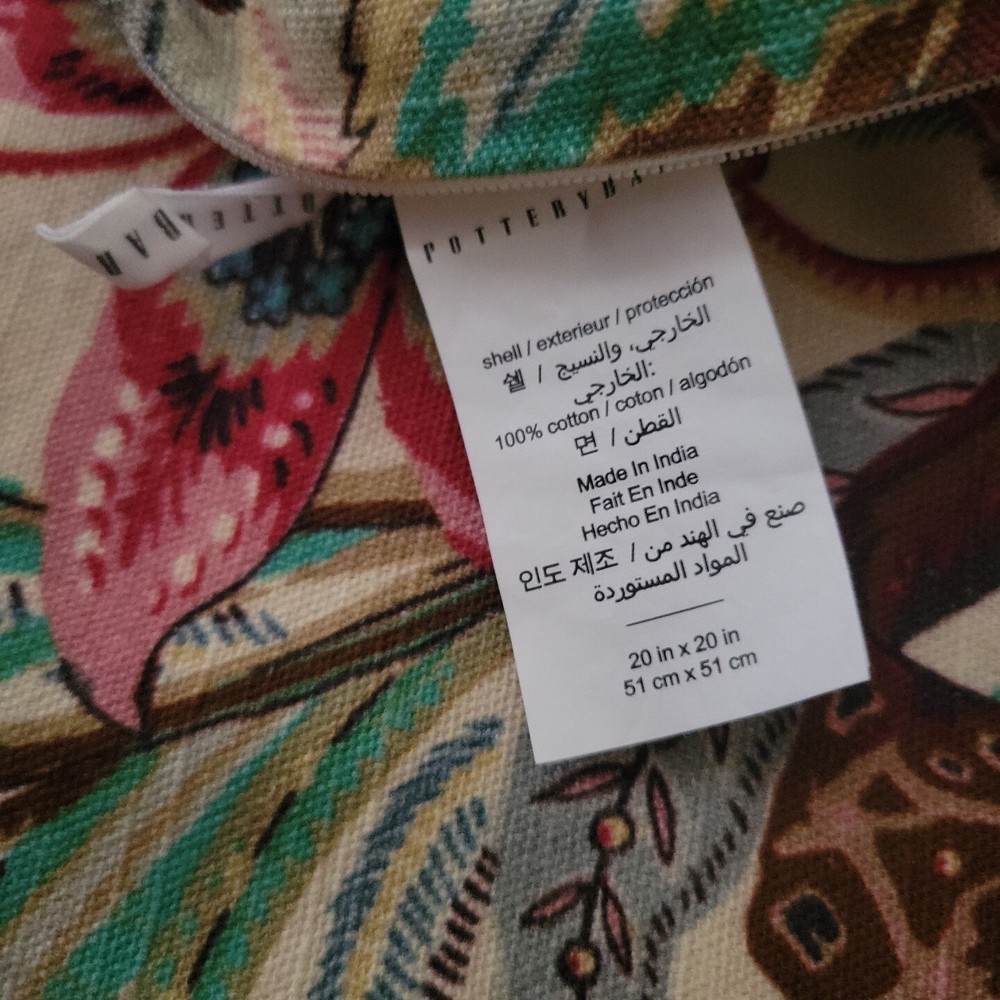 POTTERYBA
shell / exterieur / protección
الخارجي، والنسيج / 쉘
الخارجي:
100% cotton / coton / algodón
면 / القطن
Made In India
Fait En Inde
Hecho En India
인도 제조 / صنع في الهند من
المواد المستوردة
20 in x 20 in
51 cm x 51 cm